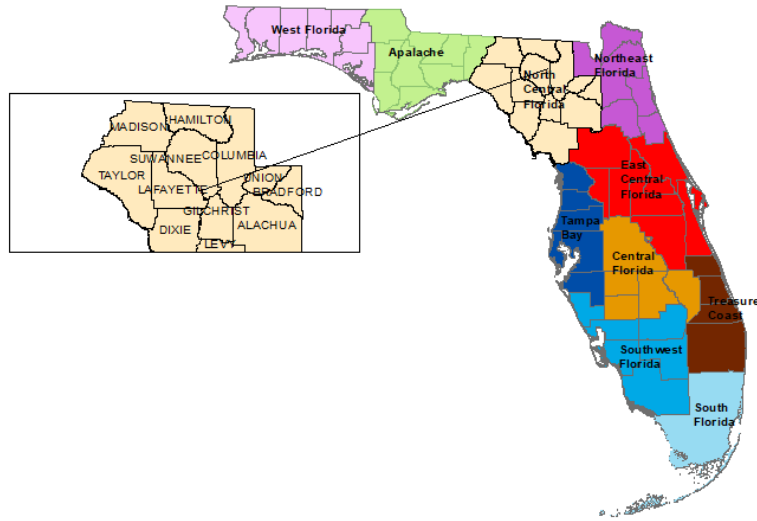 West Florida
Apalache
North
Central
Florida
Northeast
Florida
East
Central
Florida
Tampa
Bay
Central
Florida
Treasure
Coast
Southwest
Florida
South
Florida
MADISON
HAMILTON
SUWANNEE
COLUMBIA
TAYLOR
LAFAYETTE
UNION
BRADFORD
GILCHRIST
DIXIE
ALACHUA
LEVY